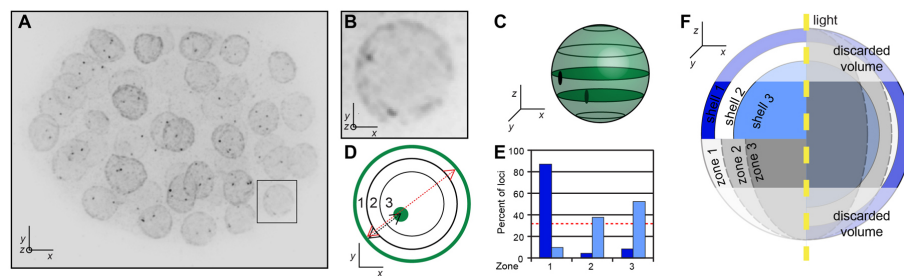 A
y
z
x
B
y
z
x
C
z
y
x
D
1 2 3
y
x
E
Percent of loci
100
80
60
40
20
0
Zone 1 2 3
F
z
y
x
light
discarded
volume
shell 1
shell 2
shell 3
zone 1
zone 2
zone 3
discarded
volume